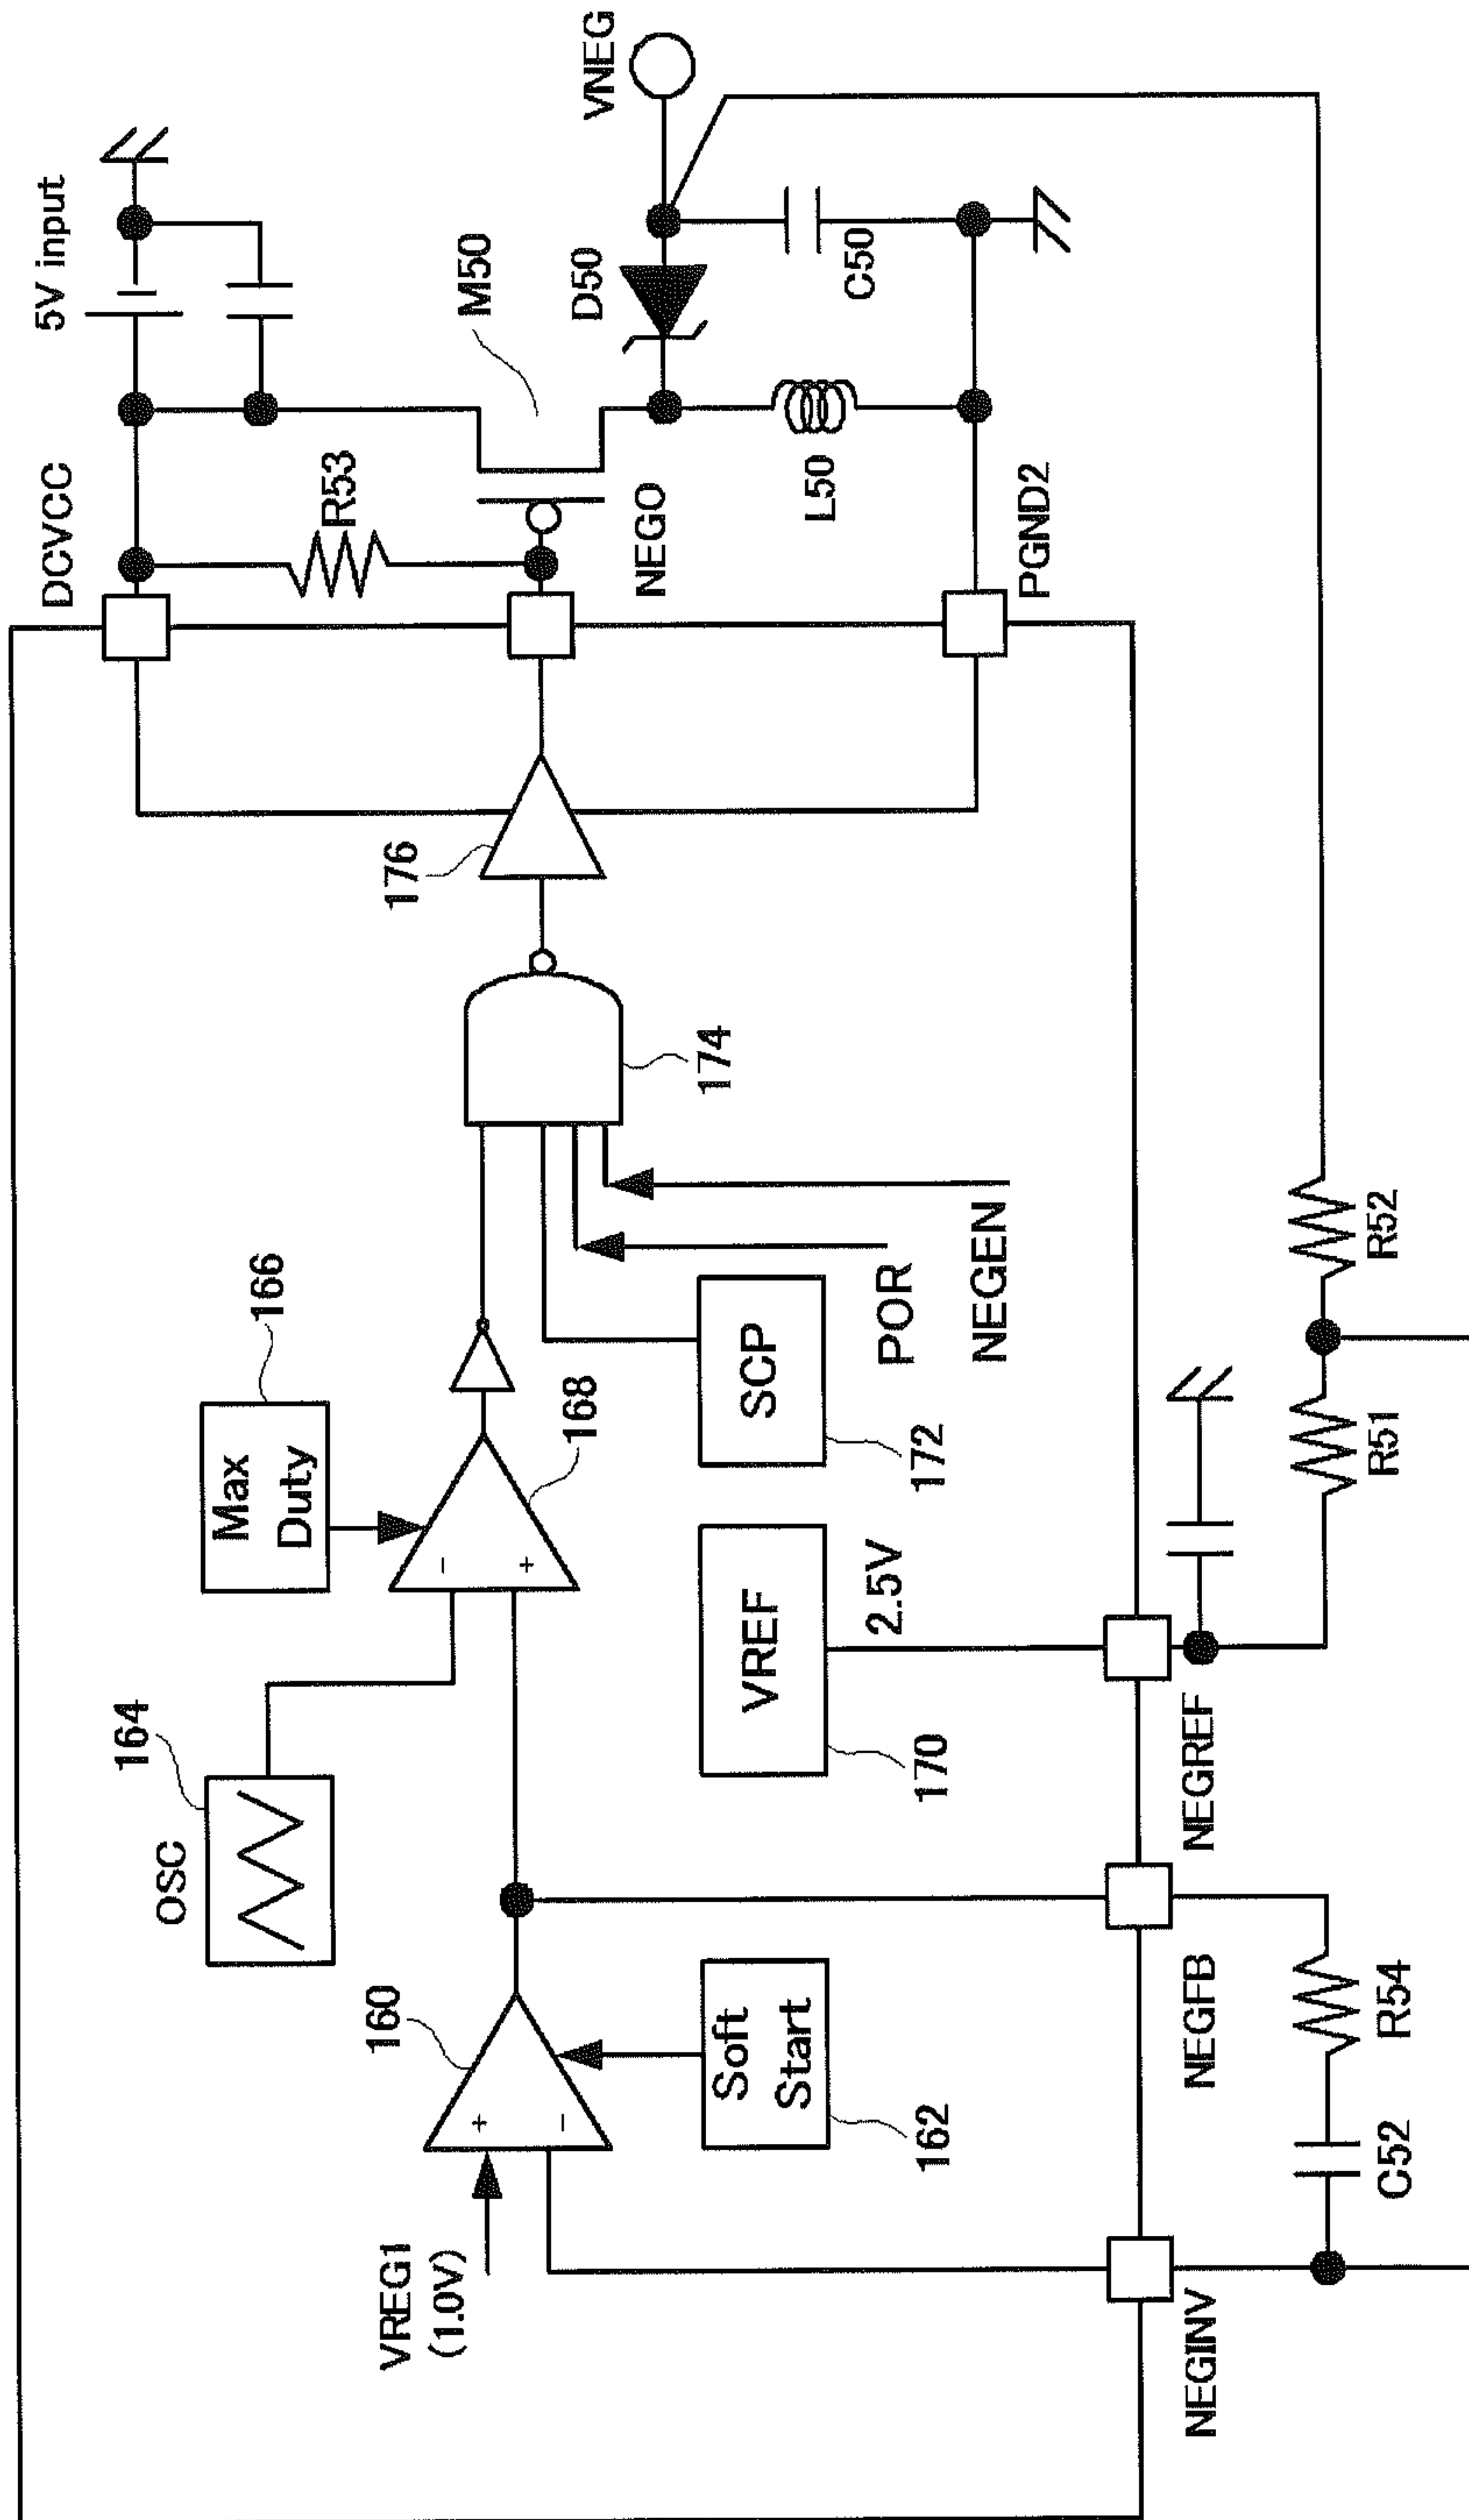 5V input
DCVCC
R53
M50
VNEG
D50
C50
L50
NEGO
PGND2
176
174
166
Max
Duty
168
164
OSC
160
VREG1
(1.0V)
+
−
−
+
Soft
Start
162
VREF
170
2.5V
SCP
172
POR
NEGEN
NEGINV
NEGFB
NEGREF
C52
R54
R51
R52